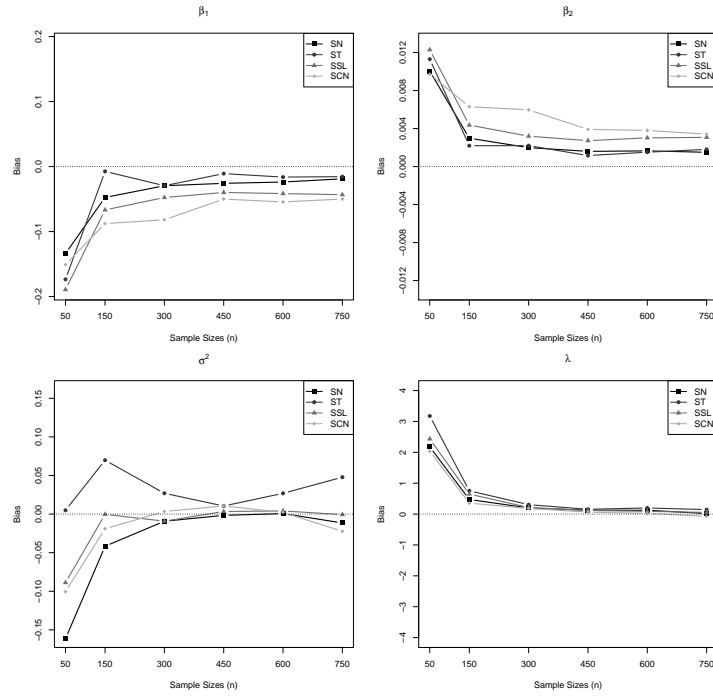 β1
0.2
0.1
0.0
−0.1
−0.2
Bias
SN
ST
SSL
SCN
50 150 300 450 600 750
Sample Sizes (n)
β2
0.012
0.008
0.004
0.000
−0.004
−0.008
−0.012
Bias
SN
ST
SSL
SCN
50 150 300 450 600 750
Sample Sizes (n)
σ²
0.15
0.10
0.05
0.00
−0.05
−0.10
−0.15
Bias
SN
ST
SSL
SCN
50 150 300 450 600 750
Sample Sizes (n)
λ
4
3
2
1
0
−1
−2
−3
−4
Bias
SN
ST
SSL
SCN
50 150 300 450 600 750
Sample Sizes (n)